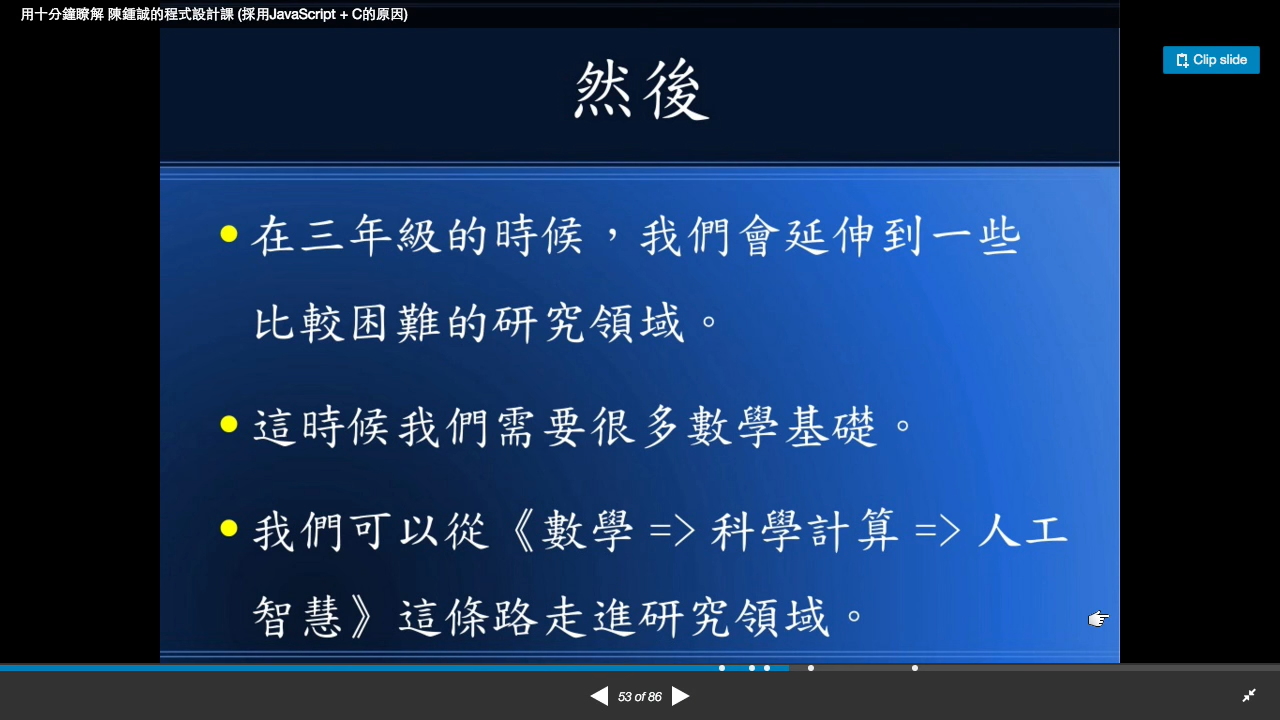 用十分鐘瞭解 陳鍾誠的程式設計課 (採用JavaScript + C的原因)
Clip slide
然後
在三年級的時候，我們會延伸到一些
比較困難的研究領域。
這時候我們需要很多數學基礎。
我們可以從《數學 => 科學計算 => 人工
智慧》這條路走進研究領域。
53 of 86